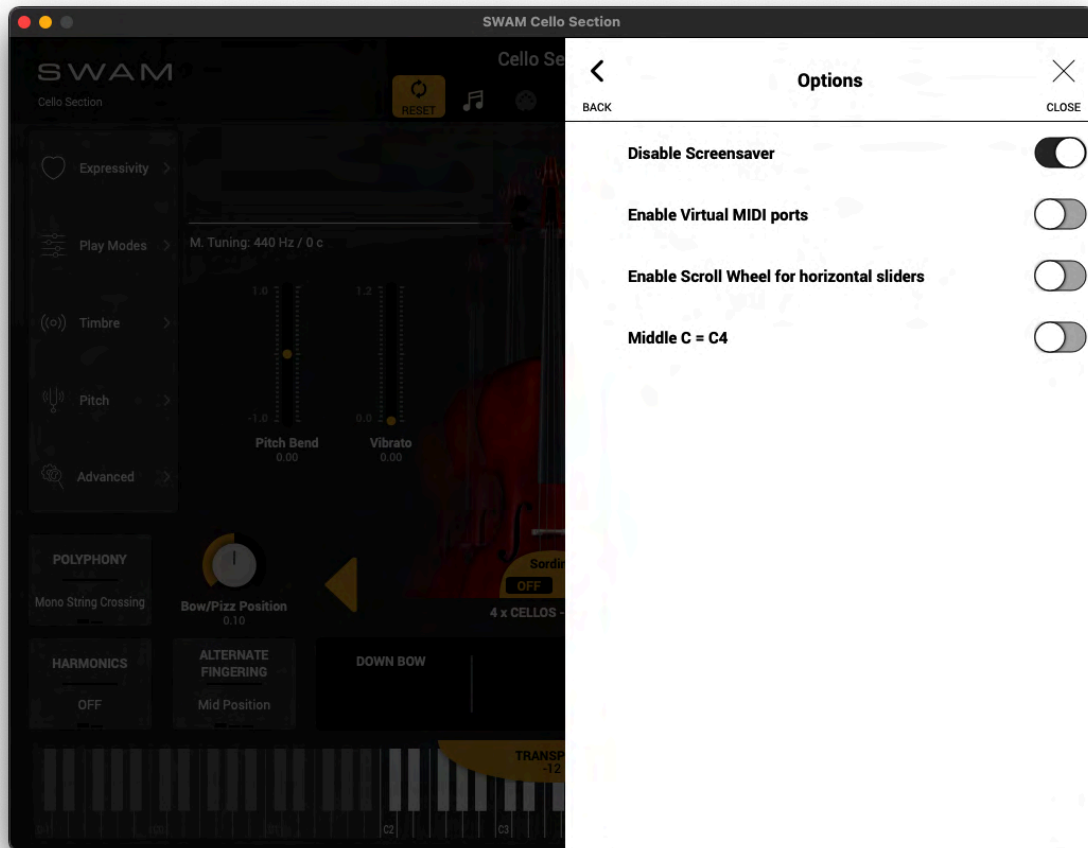 SWAM Cello Section
SWAM
Cello Section
Cello Se
RESET
Expressivity
Play Modes
Timbre
Pitch
Advanced
M. Tuning: 440 Hz / 0 c
1.0
-1.0
Pitch Bend
0.00
1.2
0.0
Vibrato
0.00
POLYPHONY
Mono String Crossing
Bow/Pizz Position
0.10
Sordin
OFF
4 x CELLOS -
HARMONICS
OFF
ALTERNATE
FINGERING
Mid Position
DOWN BOW
TRANSP
-12
C2
C3
BACK
Options
CLOSE
Disable Screensaver
Enable Virtual MIDI ports
Enable Scroll Wheel for horizontal sliders
Middle C = C4